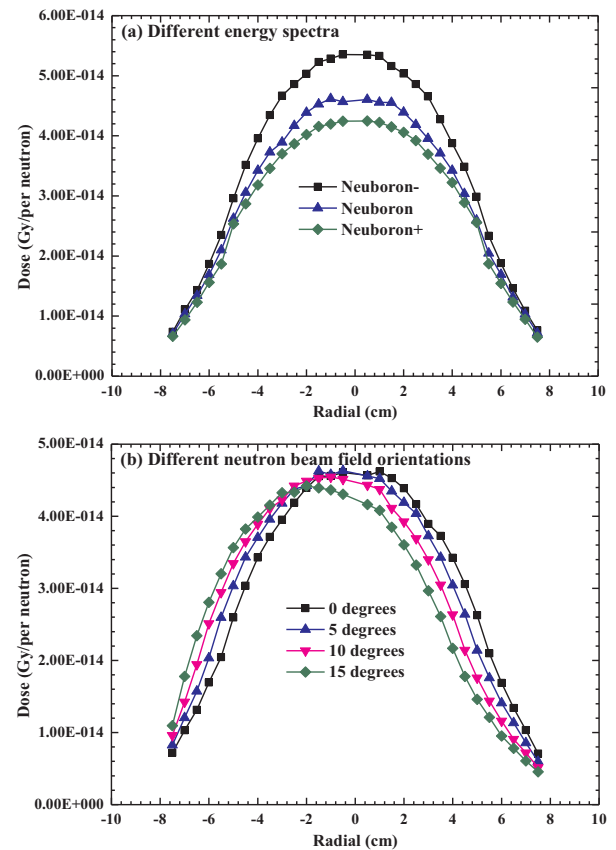 (a) Different energy spectra
6.00E-014
5.00E-014
4.00E-014
3.00E-014
2.00E-014
1.00E-014
0.00E+000
Dose (Gy/per neutron)
Neuboron-
Neuboron
Neuboron+
-10 -8 -6 -4 -2 0 2 4 6 8 10
Radial (cm)
(b) Different neutron beam field orientations
5.00E-014
4.00E-014
3.00E-014
2.00E-014
1.00E-014
0.00E+000
Dose (Gy/per neutron)
0 degrees
5 degrees
10 degrees
15 degrees
-10 -8 -6 -4 -2 0 2 4 6 8 10
Radial (cm)